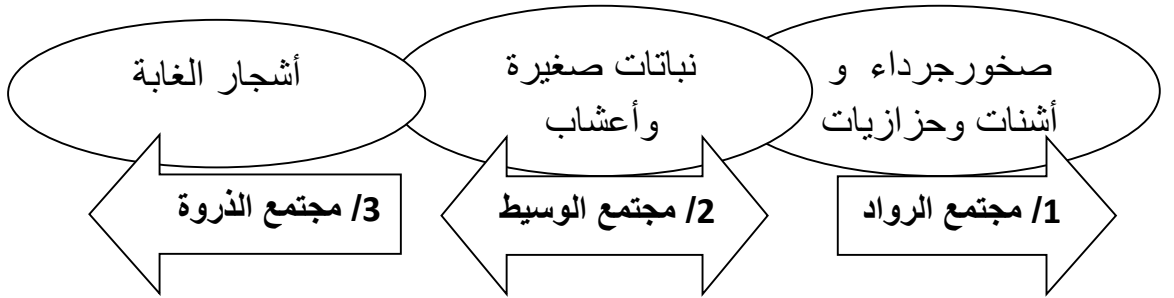 صخورجرداء و
أشنات وحزازيات
نباتات صغيرة
وأعشاب
أشجار الغابة
1/ مجتمع الرواد
2/ مجتمع الوسيط
3/ مجتمع الذروة